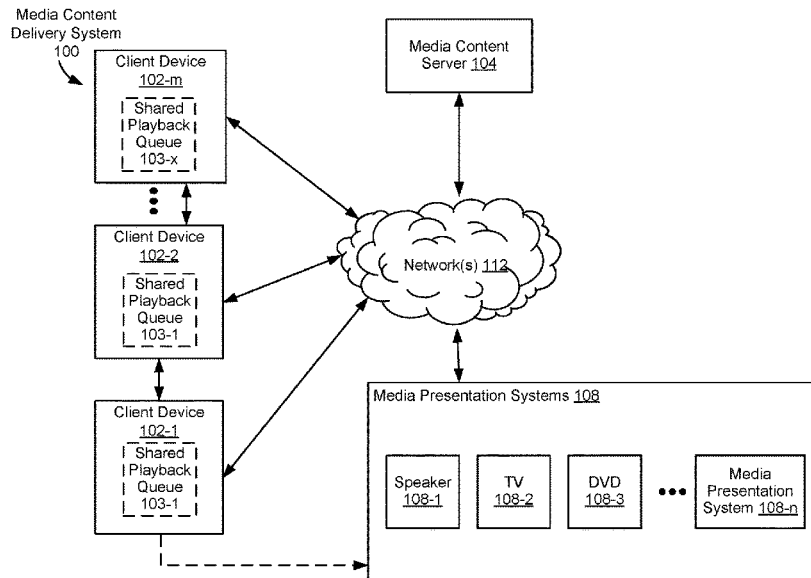 Media Content
Delivery System
100
Client Device
102-m
Shared
Playback
Queue
103-x
Client Device
102-2
Shared
Playback
Queue
103-1
Client Device
102-1
Shared
Playback
Queue
103-1
Media Content
Server 104
Network(s) 112
Media Presentation Systems 108
Speaker
108-1
TV
108-2
DVD
108-3
Media
Presentation
System 108-n